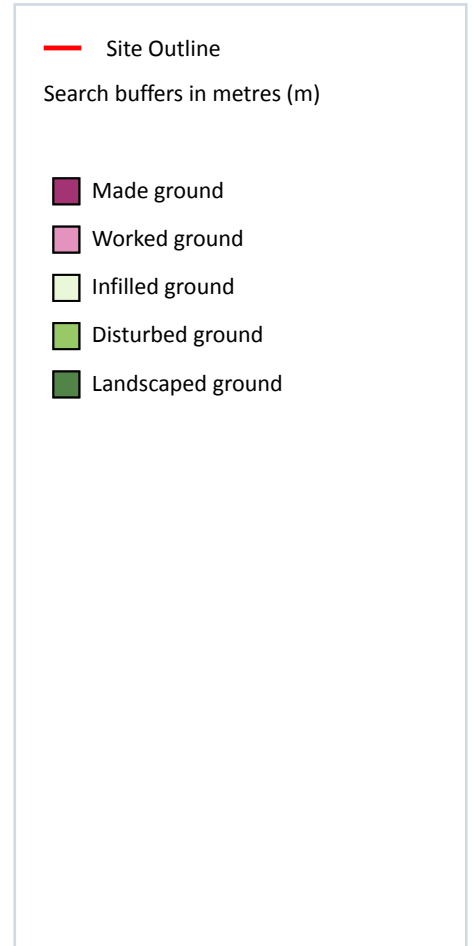 Site Outline
Search buffers in metres (m)
Made ground
Worked ground
Infilled ground
Disturbed ground
Landscaped ground